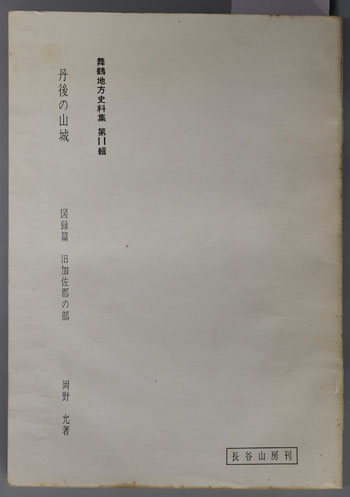 舞鶴地方史料集 第11輯
丹後の山城
図録篇 旧加佐郡の部
岡野 允著
長谷山房刊